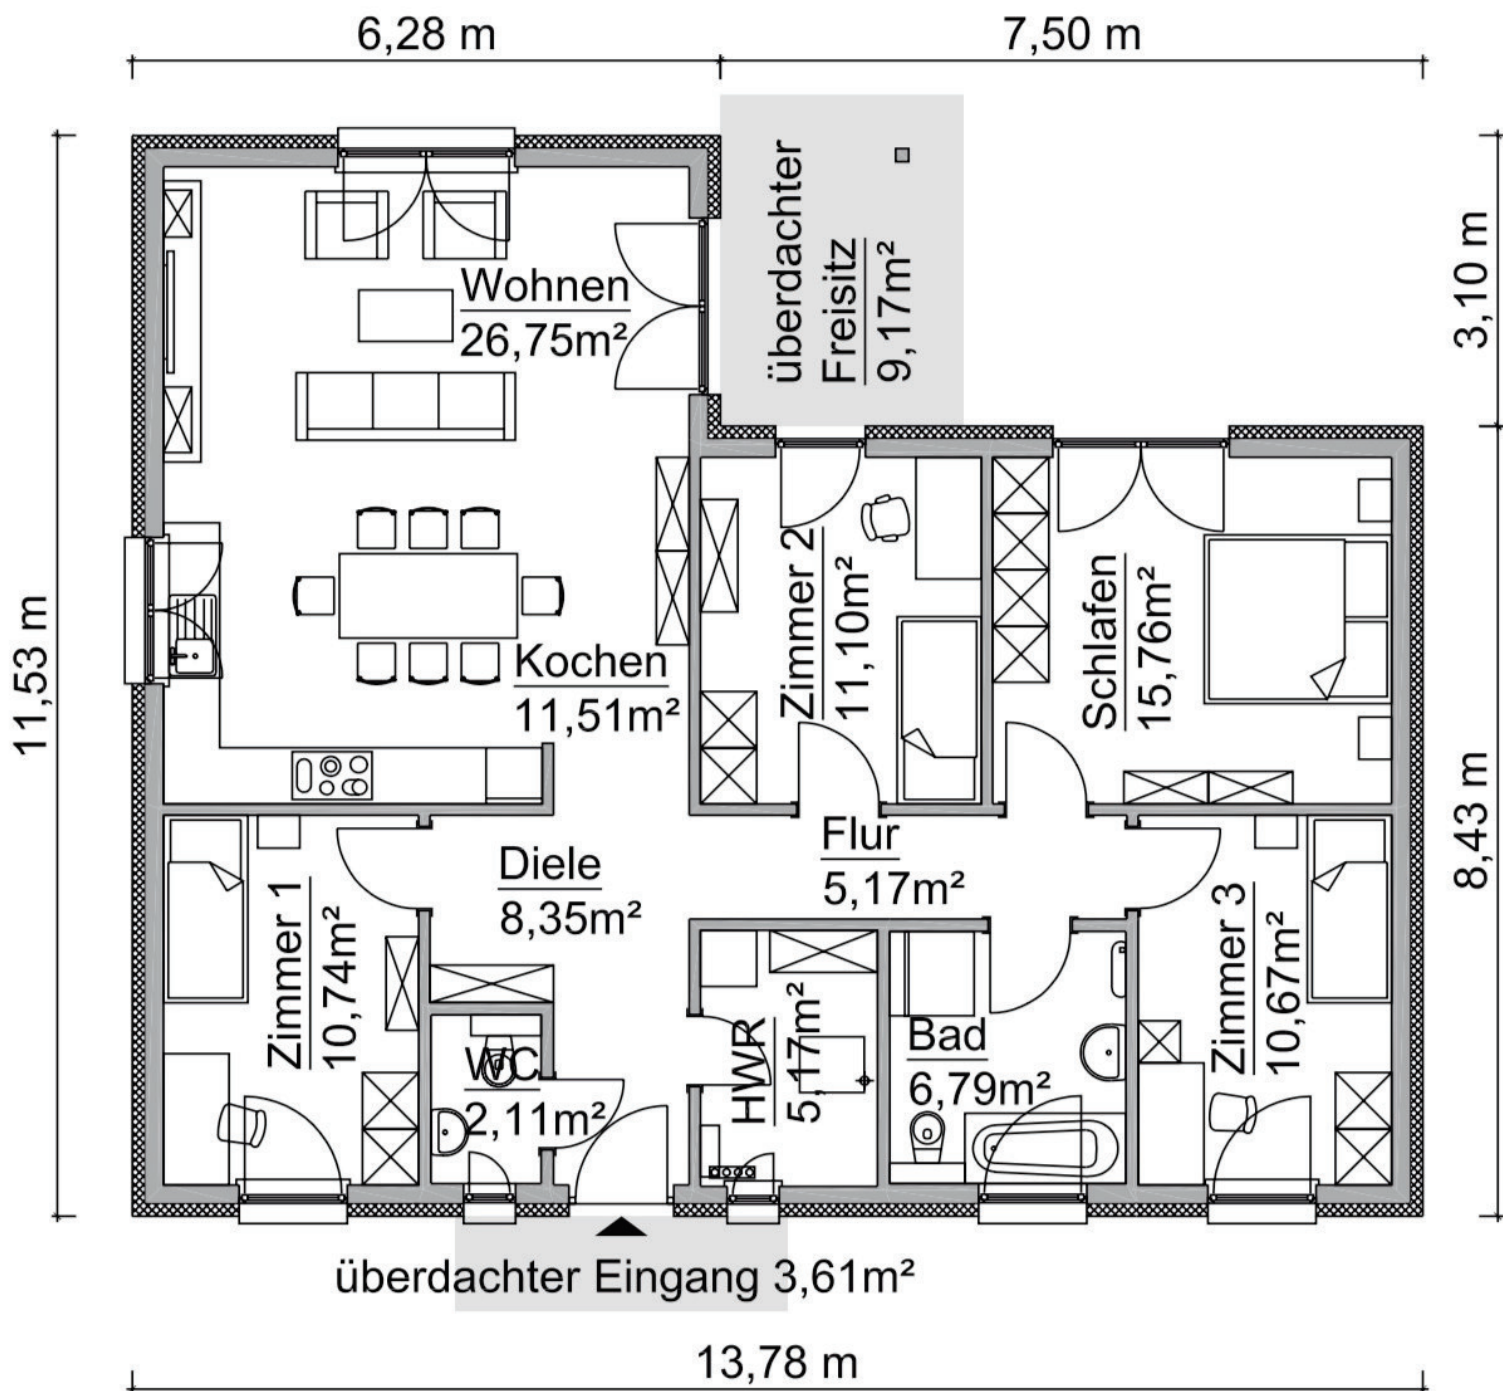 6,28 m
7,50 m
11,53 m
3,10 m
8,43 m
überdachter
Freisitz
9,17m²
Wohnen
26,75m²
Kochen
11,51m²
Zimmer 2
11,10m²
Schlafen
15,76m²
Flur
5,17m²
Diele
8,35m²
Zimmer 1
10,74m²
WC
2,11m²
HWR
5,17m²
Bad
6,79m²
Zimmer 3
10,67m²
überdachter Eingang 3,61m²
13,78 m